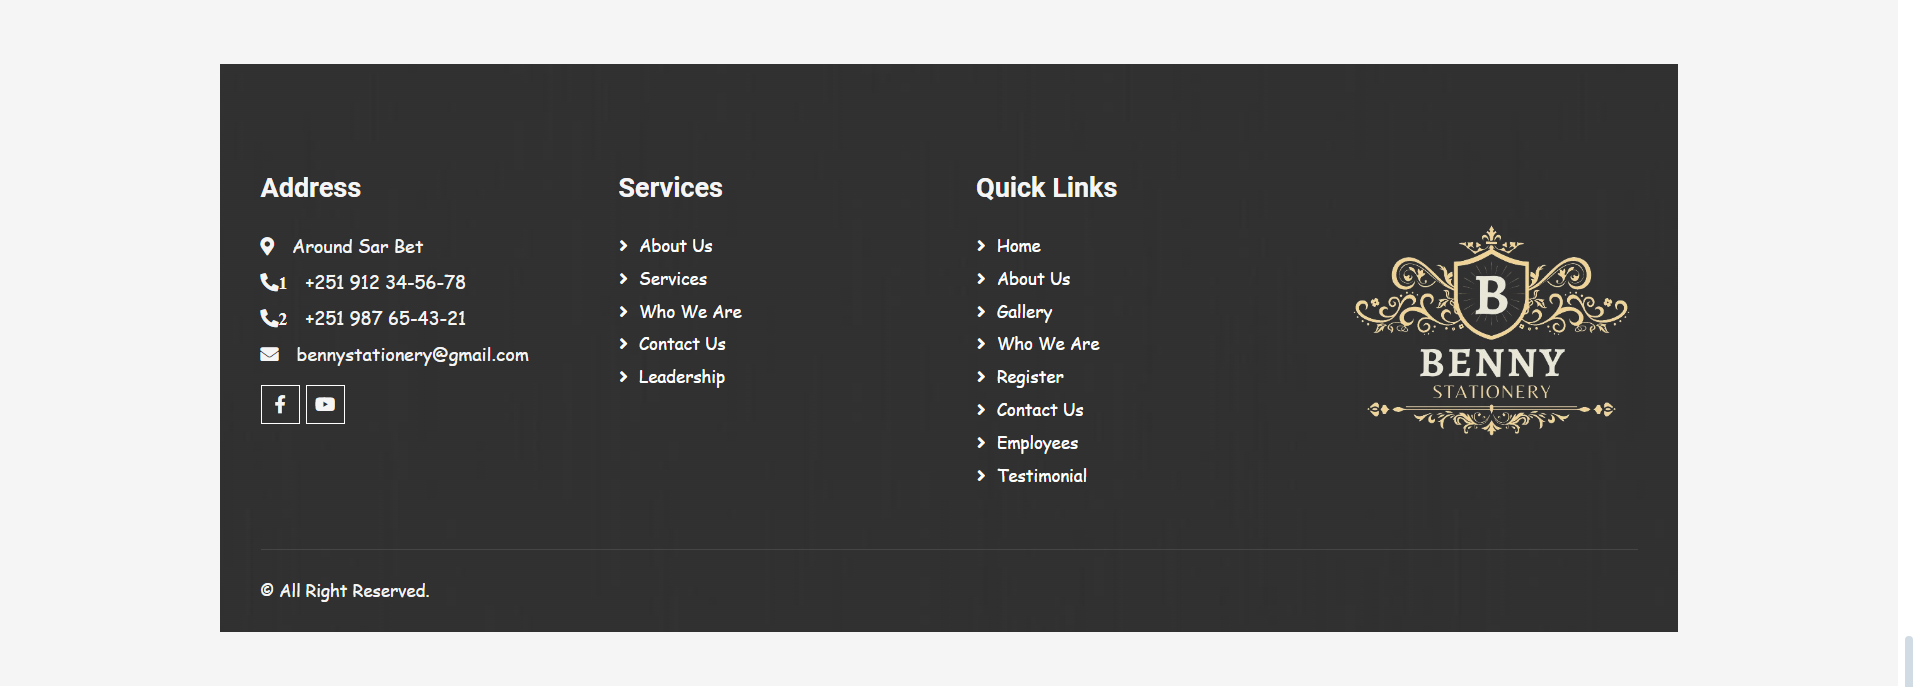 Address
Around Sar Bet
1 +251 912 34-56-78
2 +251 987 65-43-21
bennystationery@gmail.com
Services
About Us
Services
Who We Are
Contact Us
Leadership
Quick Links
Home
About Us
Gallery
Who We Are
Register
Contact Us
Employees
Testimonial
B
BENNY
STATIONERY
© All Right Reserved.